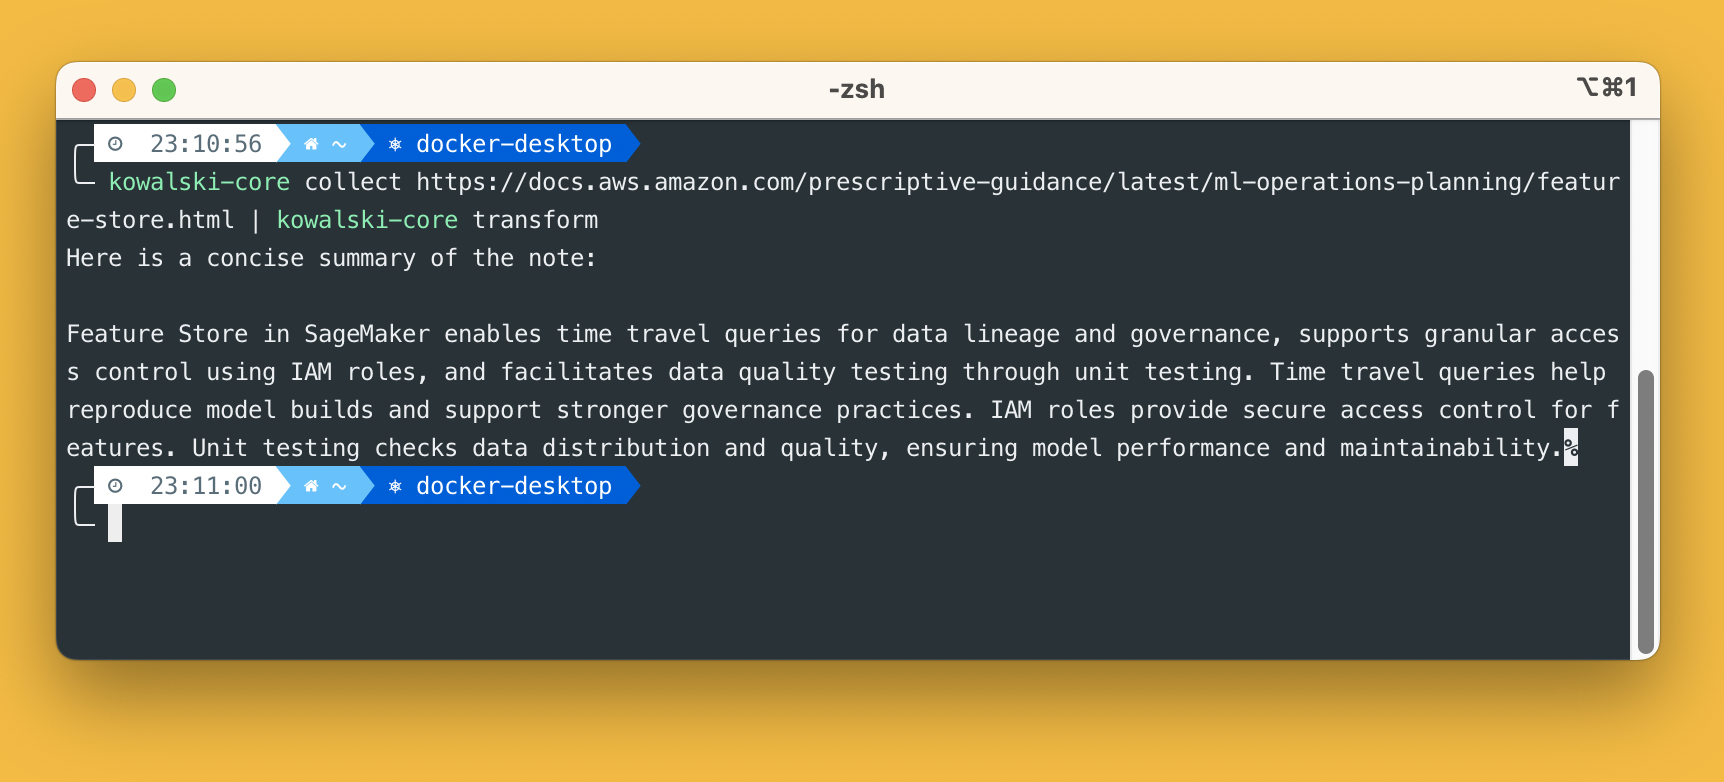 -zsh
⌥⌘1
23:10:56 ~ ⎈ docker-desktop
kowalski-core collect https://docs.aws.amazon.com/prescriptive-guidance/latest/ml-operations-planning/featur
e-store.html | kowalski-core transform
Here is a concise summary of the note:
Feature Store in SageMaker enables time travel queries for data lineage and governance, supports granular acces
s control using IAM roles, and facilitates data quality testing through unit testing. Time travel queries help
reproduce model builds and support stronger governance practices. IAM roles provide secure access control for f
eatures. Unit testing checks data distribution and quality, ensuring model performance and maintainability.%
23:11:00 ~ ⎈ docker-desktop